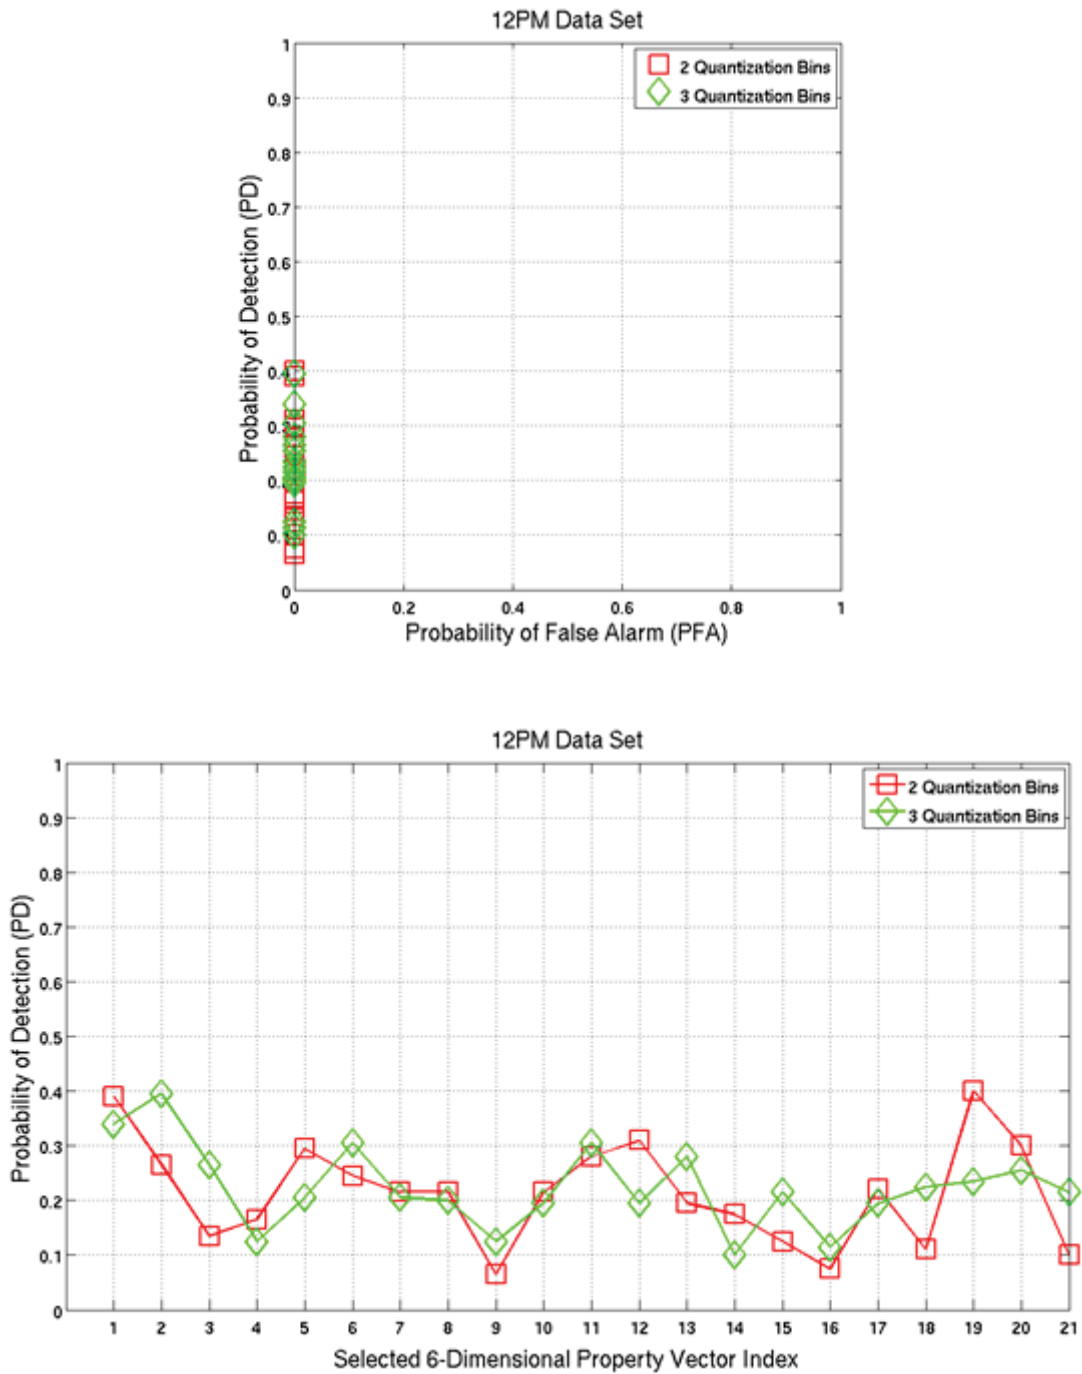 12PM Data Set
2 Quantization Bins
3 Quantization Bins
Probability of Detection (PD)
1
0.9
0.8
0.7
0.6
0.5
0
0
0.2
0.4
0.6
0.8
1
Probability of False Alarm (PFA)
12PM Data Set
2 Quantization Bins
3 Quantization Bins
Probability of Detection (PD)
1
0.9
0.8
0.7
0.6
0.5
0.4
0.3
0.2
0.1
0
1 2 3 4 5 6 7 8 9 10 11 12 13 14 15 16 17 18 19 20 21
Selected 6-Dimensional Property Vector Index